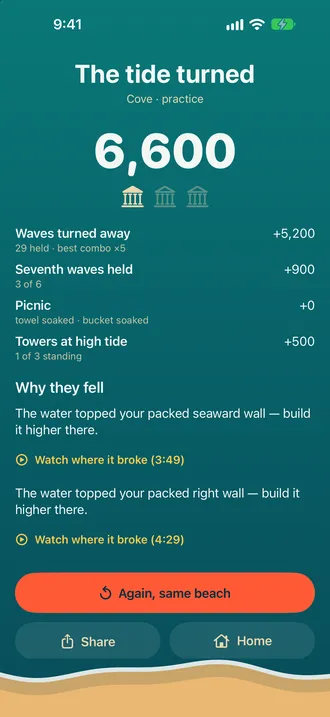 9:41
The tide turned
Cove · practice
6,600
Waves turned away +5,200
29 held · best combo ×5
Seventh waves held +900
3 of 6
Picnic +0
towel soaked · bucket soaked
Towers at high tide +500
1 of 3 standing
Why they fell
The water topped your packed seaward wall — build
it higher there.
Watch where it broke (3:49)
The water topped your packed right wall — build it
higher there.
Watch where it broke (4:29)
Again, same beach
Share
Home